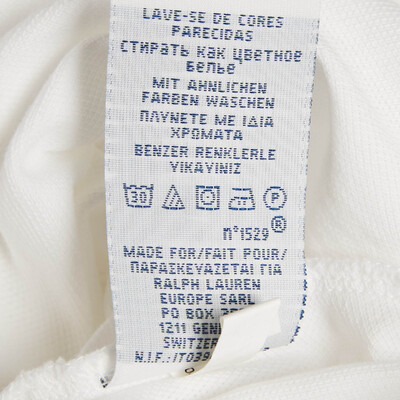 LAVE-SE DE CORES
PARECIDAS
СТИРАТЬ КАК ЦВЕТНОЕ
БЕЛЬЕ
MIT AHNLICHEN
FARBEN WASCHEN
ΠΛΥΝΕΤΕ ΜΕ ΙΔΙΑ
ΧΡΩΜΑΤΑ
BENZER RENKLERLE
YIKAYINIZ
30 P
n°1529 ®
MADE FOR/FAIT POUR/
ΠΑΡΑΣΚΕΥΑΖΕΤΑΙ ΓΙΑ
RALPH LAUREN
EUROPE SARL
PO BOX
1211
N.I.F.: